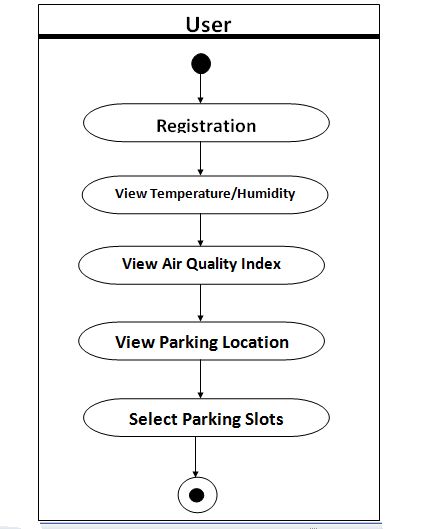 User
Registration
View Temperature/Humidity
View Air Quality Index
View Parking Location
Select Parking Slots